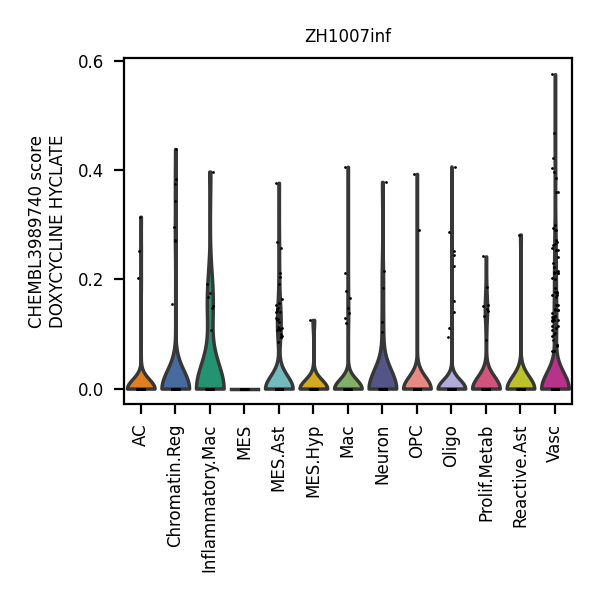 ZH1007inf
CHEMBL3989740 score
DOXYCYCLINE HYCLATE
0.6
0.4
0.2
0.0
AC
Chromatin.Reg
Inflammatory.Mac
MES
MES.Ast
MES.Hyp
Mac
Neuron
OPC
Oligo
Prolif.Metab
Reactive.Ast
Vasc